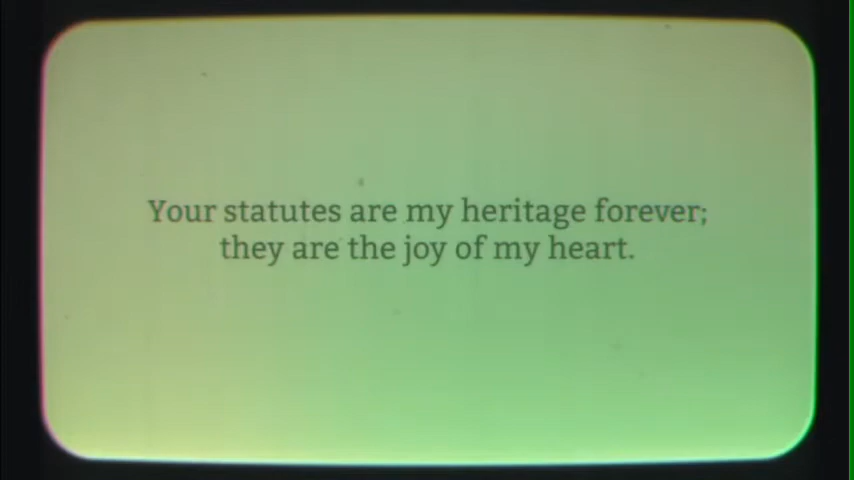 Your statutes are my heritage forever;
they are the joy of my heart.